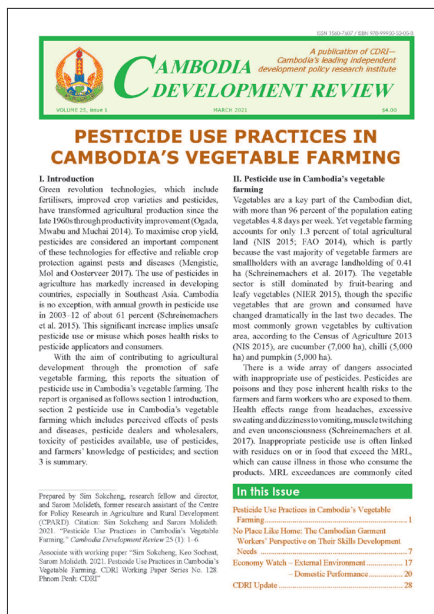 ISSN 1560-7607 / ISBN 978-99950-52-05-8
A publication of CDRI—
Cambodia's leading independent
development policy research institute
CAMBODIA
DEVELOPMENT REVIEW
VOLUME 25, Issue 1
MARCH 2021
$4.00
PESTICIDE USE PRACTICES IN
CAMBODIA'S VEGETABLE FARMING
I. Introduction
Green revolution technologies, which include
fertilisers, improved crop varieties and pesticides,
have transformed agricultural production since the
late 1960s through productivity improvement (Ogada,
Mwabu and Muchai 2014). To maximise crop yield,
pesticides are considered an important component
of these technologies for effective and reliable crop
protection against pests and diseases (Mengistie,
Mol and Oosterveer 2017). The use of pesticides in
agriculture has markedly increased in developing
countries, especially in Southeast Asia. Cambodia
is no exception, with annual growth in pesticide use
in 2003–12 of about 61 percent (Schreinemachers
et al. 2015). This significant increase implies unsafe
pesticide use or misuse which poses health risks to
pesticide applicators and consumers.
With the aim of contributing to agricultural
development through the promotion of safe
vegetable farming, this reports the situation of
pesticide use in Cambodia's vegetable farming. The
report is organised as follows section 1 introduction,
section 2 pesticide use in Cambodia's vegetable
farming which includes perceived effects of pests
and diseases, pesticide dealers and wholesalers,
toxicity of pesticides available, use of pesticides,
and farmers' knowledge of pesticides; and section
3 is summary.
Prepared by Sim Sokcheng, research fellow and director,
and Sarom Molideth, former research assistant of the Centre
for Policy Research in Agriculture and Rural Development
(CPARD). Citation: Sim Sokcheng and Sarom Molideth.
2021. "Pesticide Use Practices in Cambodia's Vegetable
Farming." Cambodia Development Review 25 (1): 1-6.
Associate with working paper "Sim Sokcheng, Keo Socheat,
Sarom Molideth. 2021. Pesticide Use Practices in Cambodia's
Vegetable Farming. CDRI Working Paper Series No. 128.
Phnom Penh: CDRI"
II. Pesticide use in Cambodia's vegetable
farming
Vegetables are a key part of the Cambodian diet,
with more than 96 percent of the population eating
vegetables 4.8 days per week. Yet vegetable farming
accounts for only 1.3 percent of total agricultural
land (NIS 2015; FAO 2014), which is partly
because the vast majority of vegetable farms are
smallholders with an average landholding of 0.41
ha (Schreinemachers et al. 2017). The vegetable
sector is still dominated by fruit-bearing and
leafy vegetables (NIER 2015), though the specific
vegetables that are grown and consumed have
changed dramatically in the last two decades. The
most commonly grown vegetables by cultivation
area, according to the Census of Agriculture 2013
(NIS 2015), are cucumber (7,000 ha), chilli (5,000
ha) and pumpkin (5,000 ha).
There is a wide array of dangers associated
with inappropriate use of pesticides. Pesticides are
poisons and they pose inherent health risks to the
farmers and farm workers who are exposed to them.
Health effects range from headaches, excessive
sweating and dizziness to vomiting, muscle twitching
and even unconsciousness (Schreinemachers et al.
2017). Inappropriate pesticide use is often linked
with residues on or in food that exceed the MRL,
which can cause illness in those who consume the
products. MRL exceedances are commonly cited
In this Issue
Pesticide Use Practices in Cambodia's Vegetable
Farming 1
No Place Like Home: The Cambodian Garment
Workers' Perspective on Their Skills Development
Needs 7
Economy Watch – External Environment 17
– Domestic Performance 20
CDRI Update 28